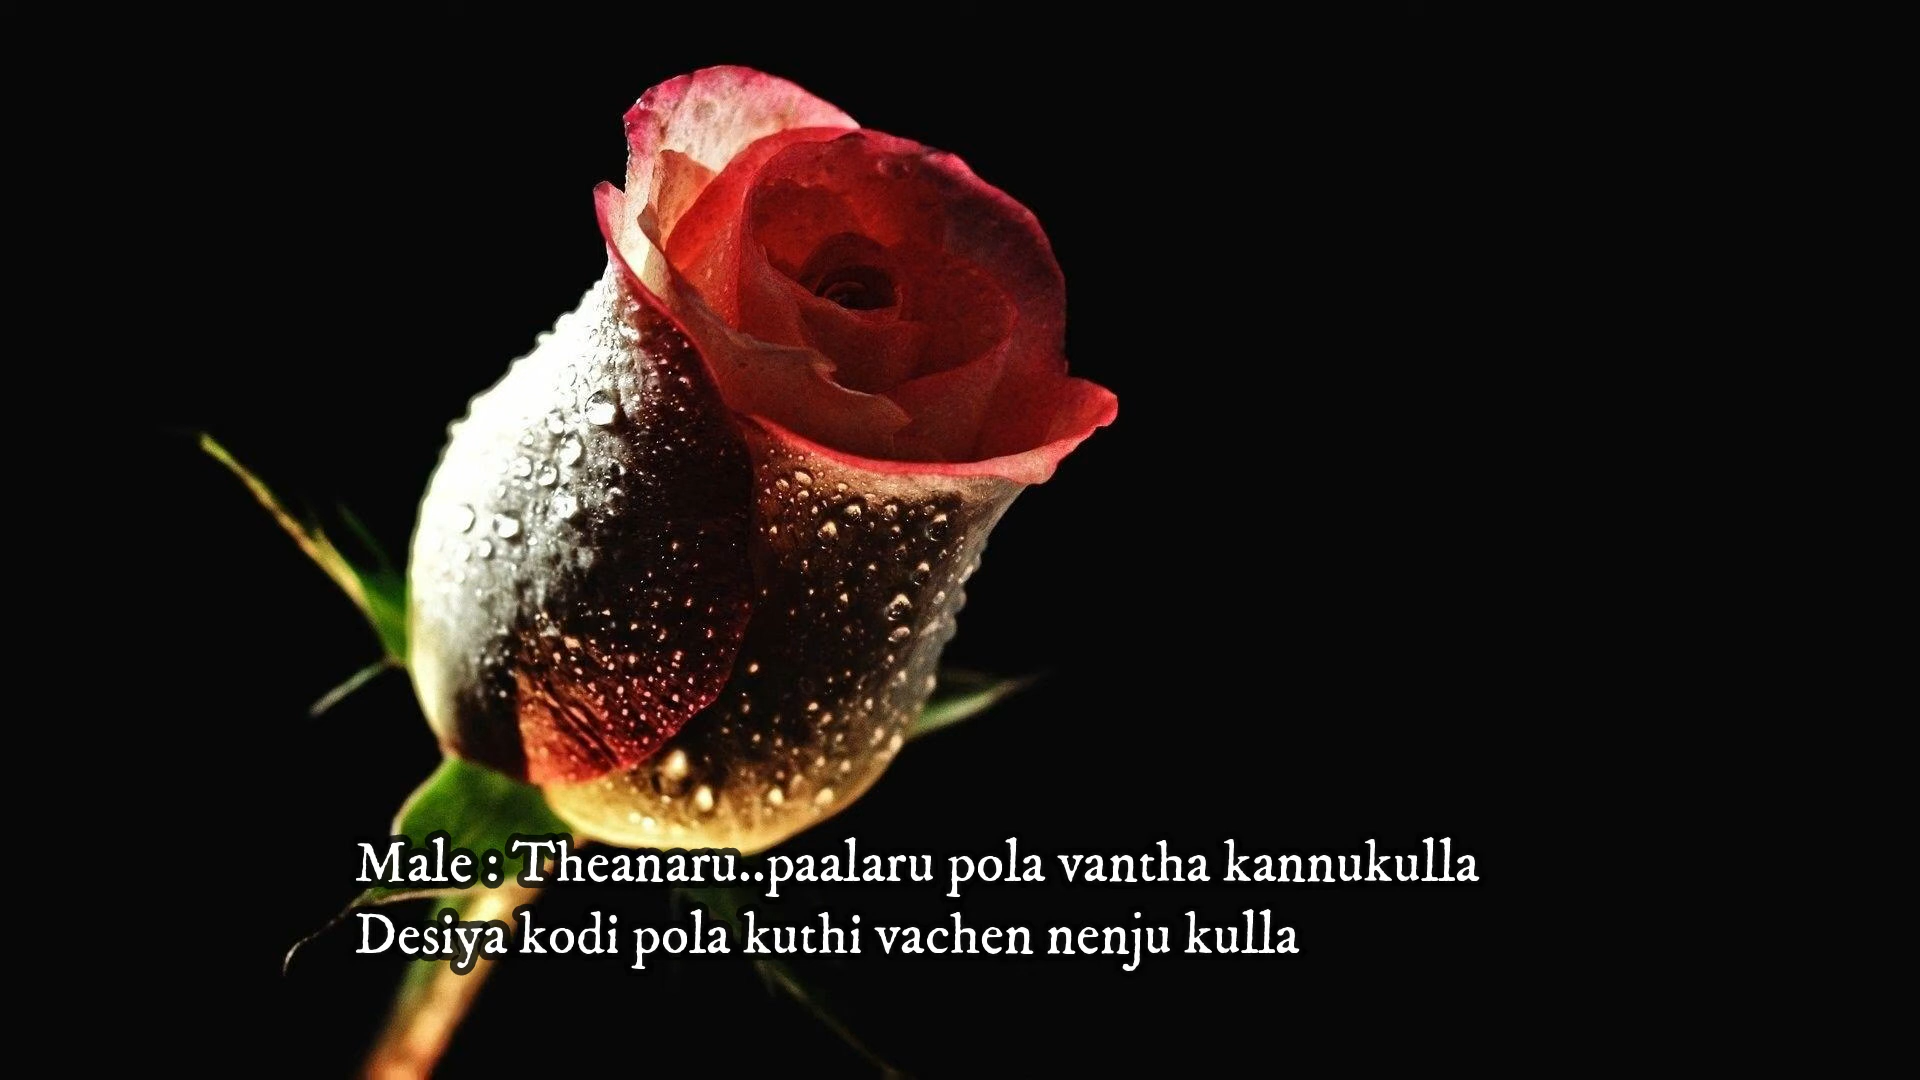 Male : Theanaru..paalaru pola vantha kannukulla
Desiya kodi pola kuthi vachen nenju kulla